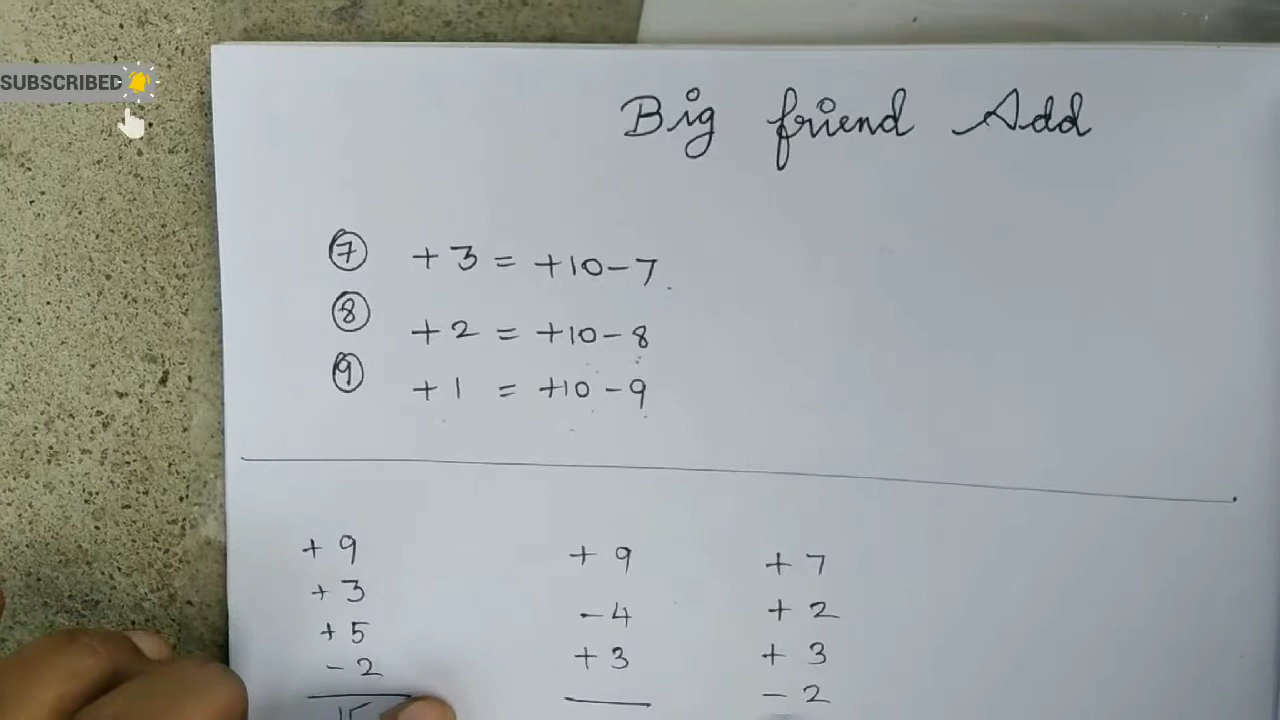 SUBSCRIBED
Big friend Add
⑦ +3 = +10-7
⑧ +2 = +10-8
⑨ +1 = +10-9
+9
+3
+5
-2
15
+9
-4
+3
+7
+2
+3
-2